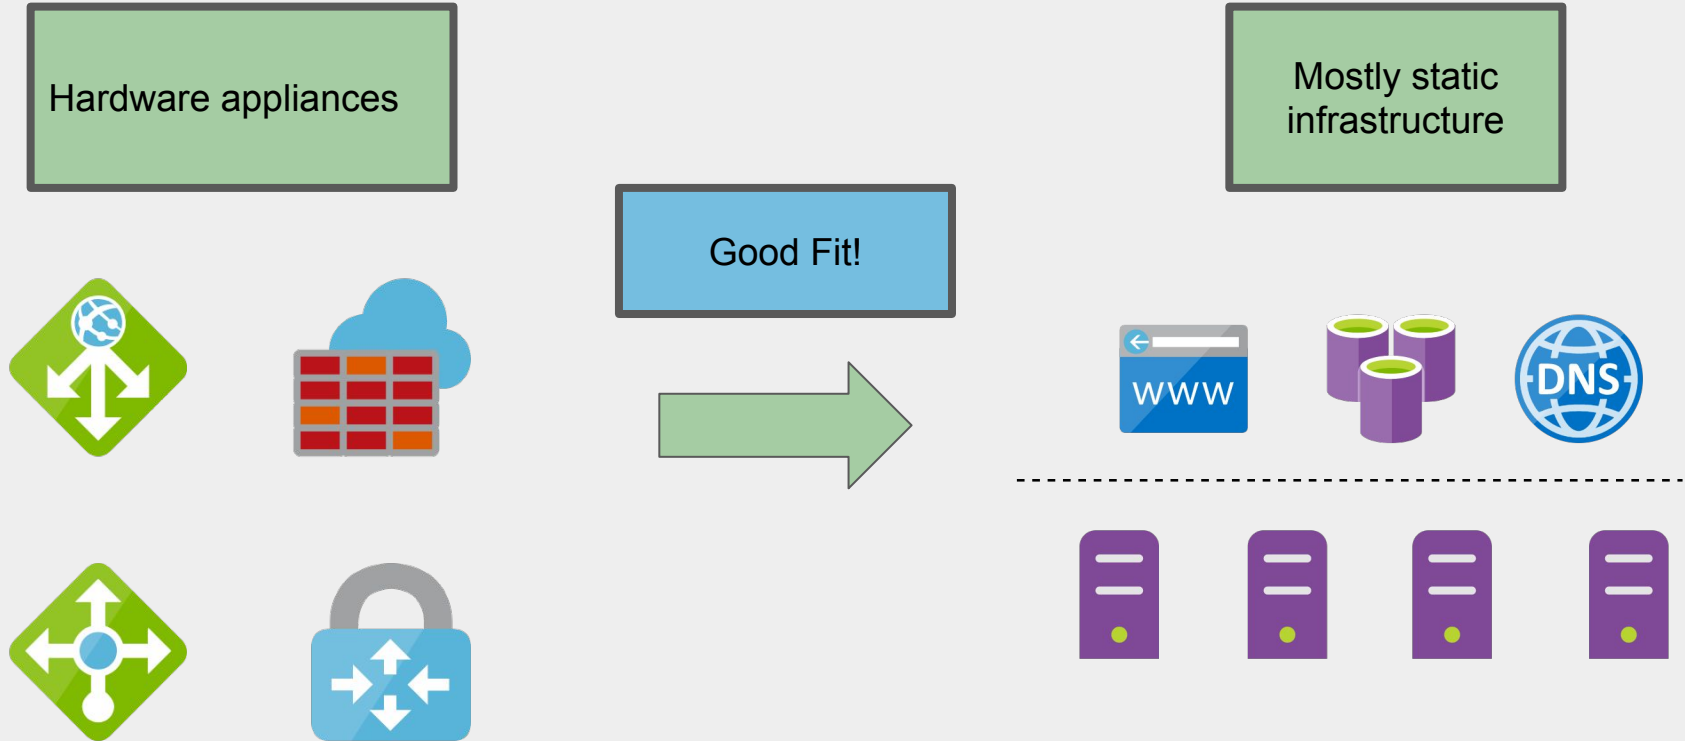 Hardware appliances
Mostly static
infrastructure
Good Fit!
WWW
DNS